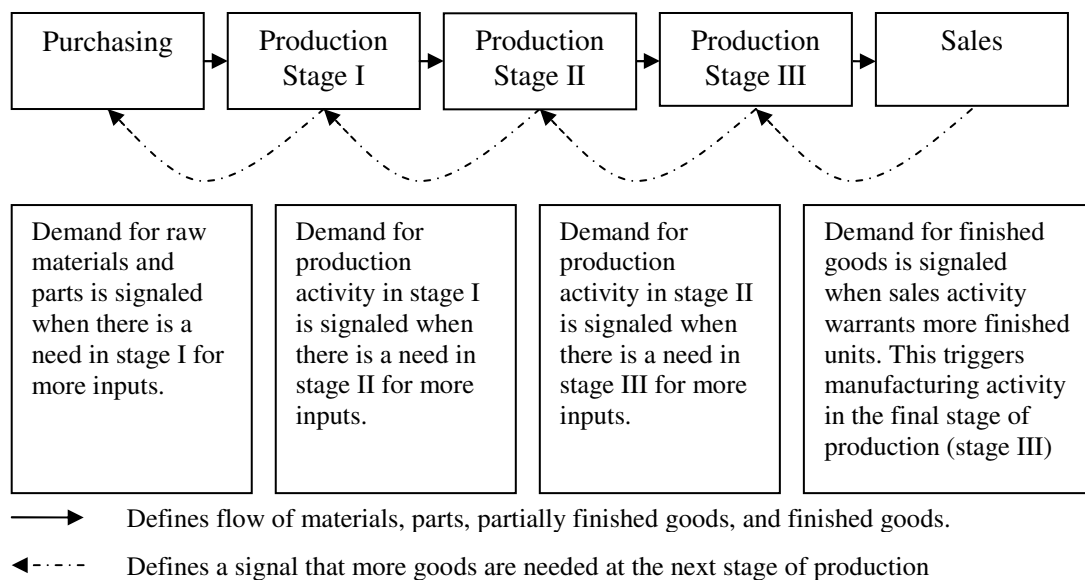 Purchasing
Production
Stage I
Production
Stage II
Production
Stage III
Sales
Demand for raw
materials and
parts is signaled
when there is a
need in stage I for
more inputs.
Demand for
production
activity in stage I
is signaled when
there is a need in
stage II for more
inputs.
Demand for
production
activity in stage II
is signaled when
there is a need in
stage III for more
inputs.
Demand for finished
goods is signaled
when sales activity
warrants more finished
units. This triggers
manufacturing activity
in the final stage of
production (stage III)
Defines flow of materials, parts, partially finished goods, and finished goods.
Defines a signal that more goods are needed at the next stage of production